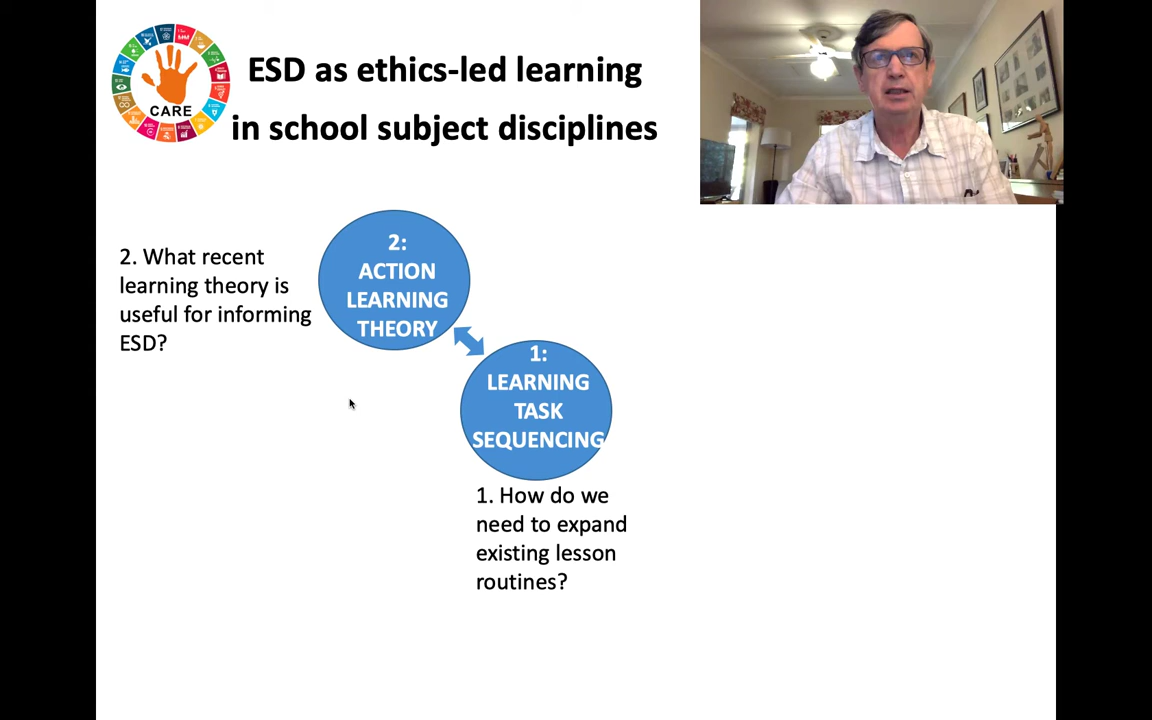 ESD as ethics-led learning
in school subject disciplines
CARE
2. What recent
learning theory is
useful for informing
ESD?
2:
ACTION
LEARNING
THEORY
1:
LEARNING
TASK
SEQUENCING
1. How do we
need to expand
existing lesson
routines?